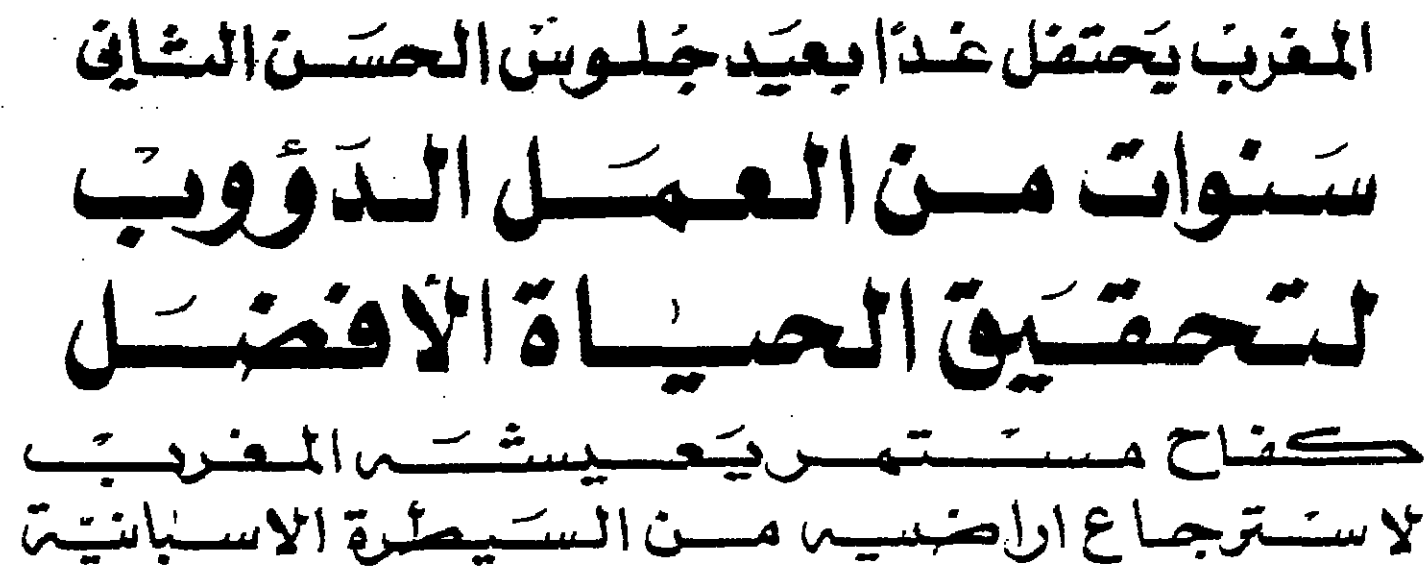 المغرب يحتفل غدًا بعيد جلوس الحسن الثاني
سنوات من العمل الدؤوب
لتحقيق الحياة الأفضل
كفاح مستمر يعيشه المغرب
لاسترجاع اراضيه من السيطرة الاسبانية